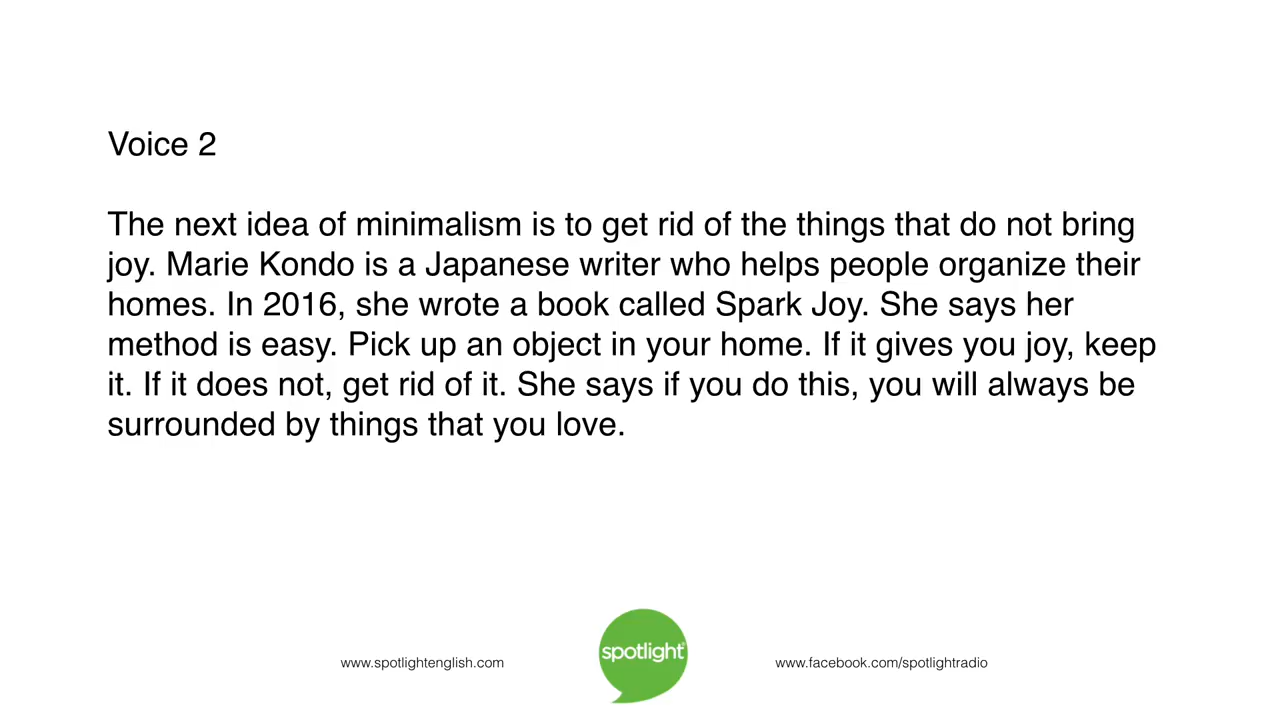 Voice 2
The next idea of minimalism is to get rid of the things that do not bring
joy. Marie Kondo is a Japanese writer who helps people organize their
homes. In 2016, she wrote a book called Spark Joy. She says her
method is easy. Pick up an object in your home. If it gives you joy, keep
it. If it does not, get rid of it. She says if you do this, you will always be
surrounded by things that you love.
www.spotlightenglish.com
spotlight®
www.facebook.com/spotlightradio